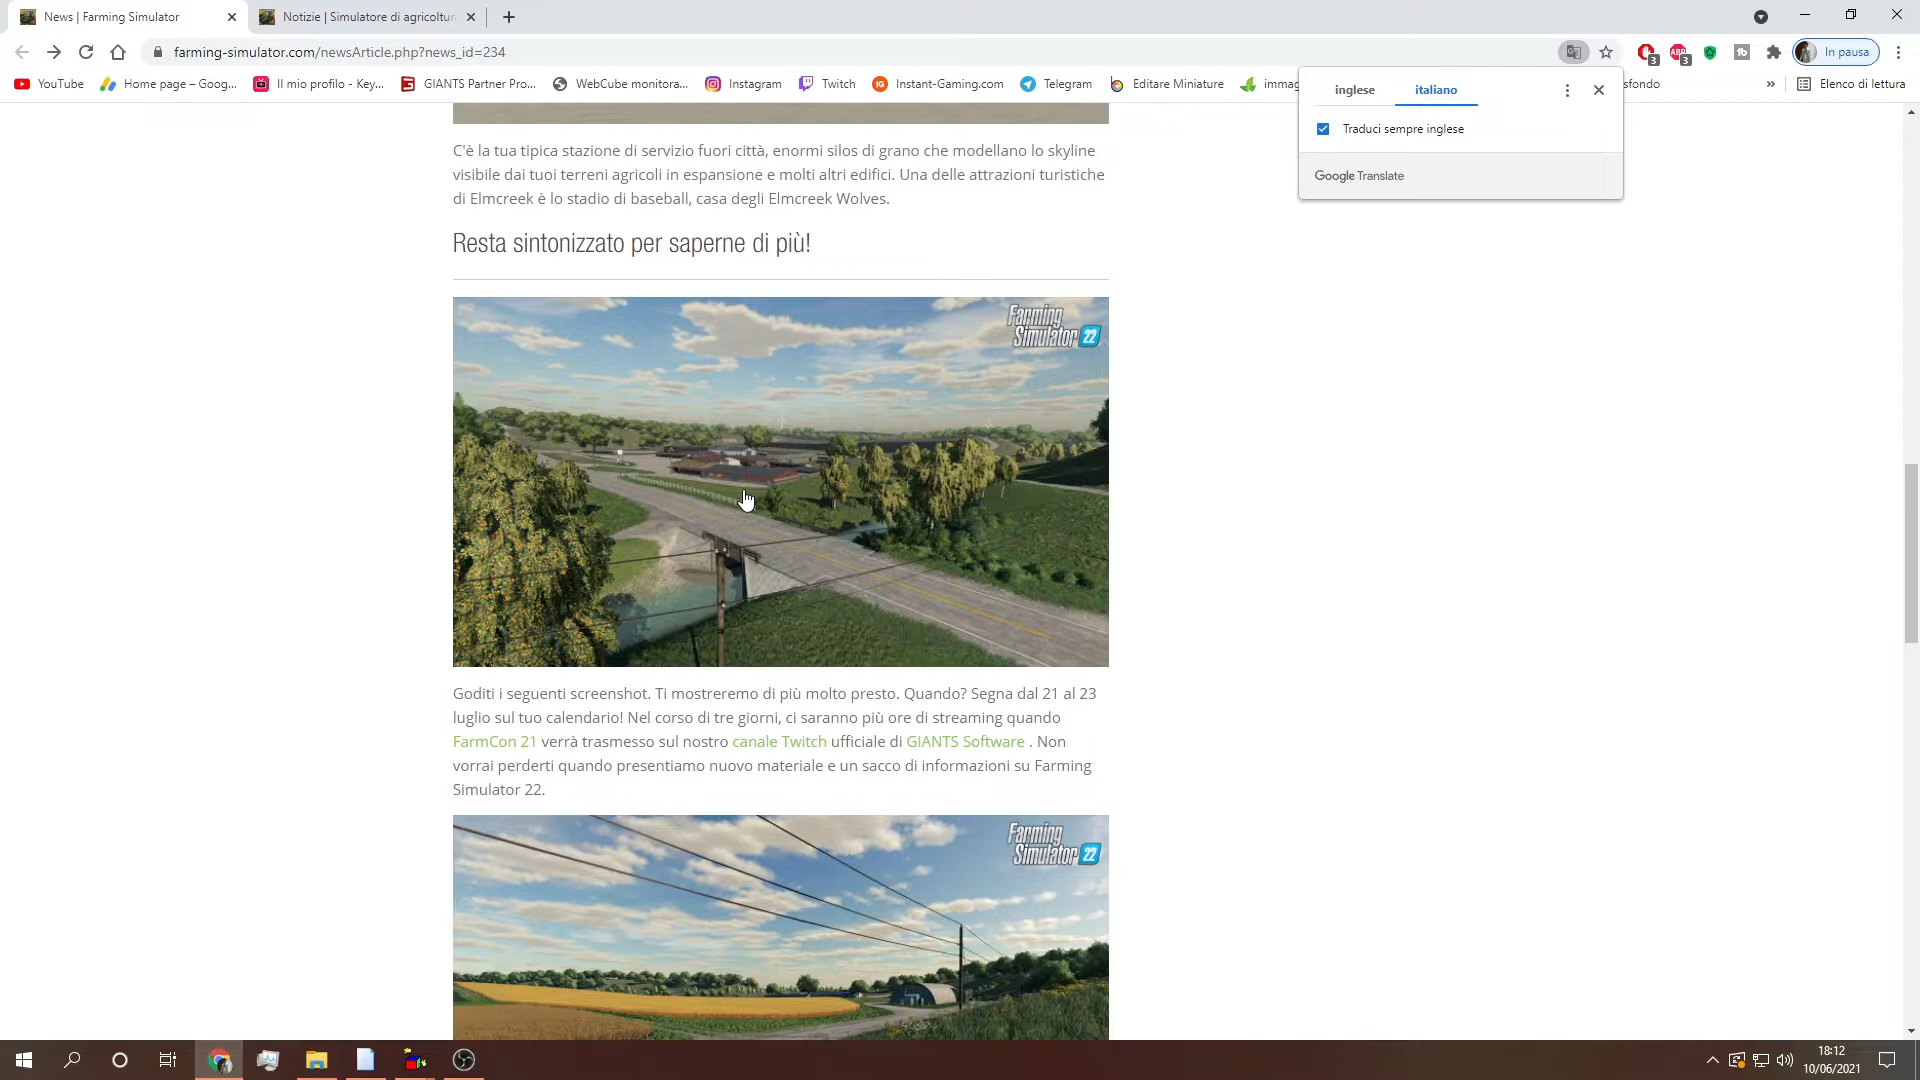 News | Farming Simulator
Notizie | Simulatore di agricoltur
farming-simulator.com/newsArticle.php?news_id=234
3
ABP
3
In pausa
YouTube
Home page – Goog...
Il mio profilo - Key...
GIANTS Partner Pro...
WebCube monitora...
Instagram
Twitch
IG
Instant-Gaming.com
Telegram
Editare Miniature
immag
sfondo
»
Elenco di lettura
inglese
italiano
Traduci sempre inglese
Google Translate
C'è la tua tipica stazione di servizio fuori città, enormi silos di grano che modellano lo skyline
visibile dai tuoi terreni agricoli in espansione e molti altri edifici. Una delle attrazioni turistiche
di Elmcreek è lo stadio di baseball, casa degli Elmcreek Wolves.
Resta sintonizzato per saperne di più!
Farming
Simulator 22
Goditi i seguenti screenshot. Ti mostreremo di più molto presto. Quando? Segna dal 21 al 23
luglio sul tuo calendario! Nel corso di tre giorni, ci saranno più ore di streaming quando
FarmCon 21 verrà trasmesso sul nostro canale Twitch ufficiale di GIANTS Software . Non
vorrai perderti quando presentiamo nuovo materiale e un sacco di informazioni su Farming
Simulator 22.
Farming
Simulator 22
18:12
10/06/2021